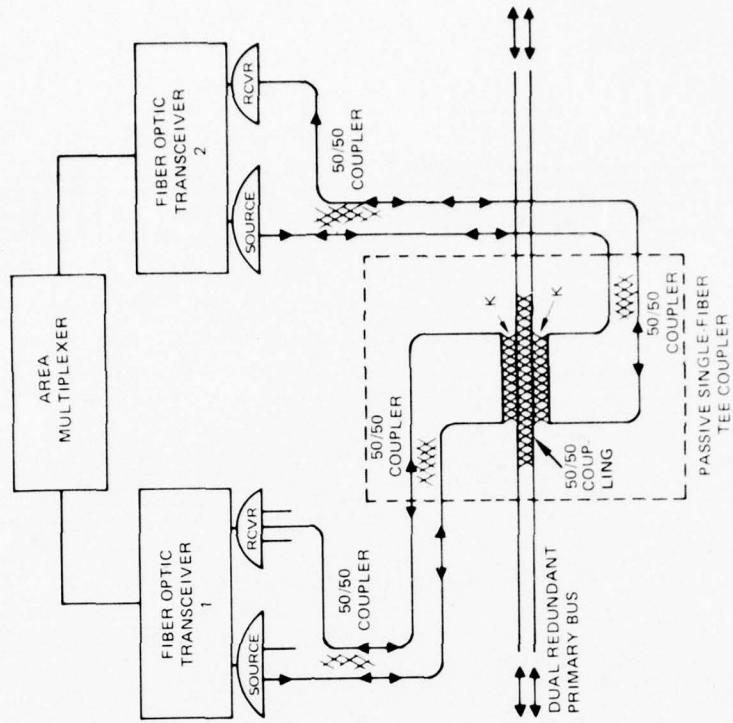 AREA
MULTIPLEXER
FIBER OPTIC
TRANSCEIVER
1
FIBER OPTIC
TRANSCEIVER
2
SOURCE
RCVR
SOURCE
RCVR
50/50
COUPLER
50/50
COUPLER
50/50
COUPLER
K
K
50/50
COUP-
LING
50/50
COUPLER
PASSIVE SINGLE-FIBER
TEE COUPLER
DUAL REDUNDANT
PRIMARY BUS